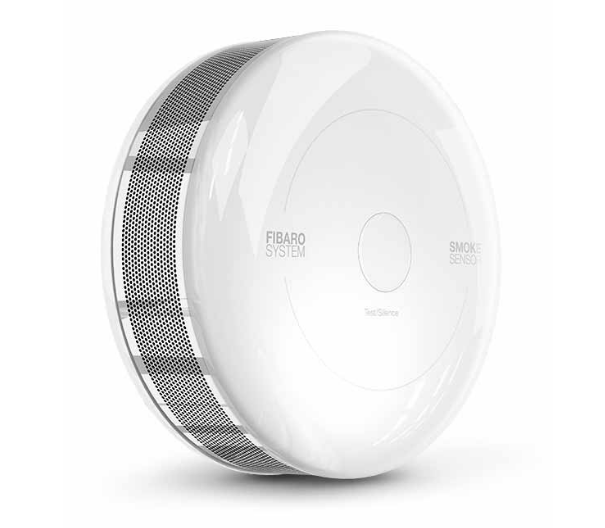 FIBARO
SYSTEM
SMOKE
SENSOR
Test/Silence